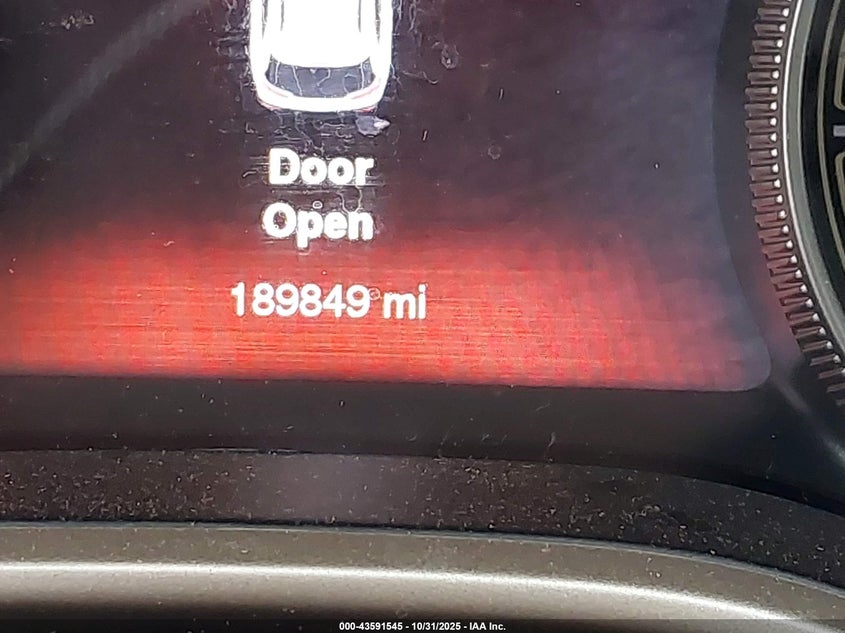 Door
Open
189849 mi
000-43591545 - 10/31/2025 - IAA Inc.